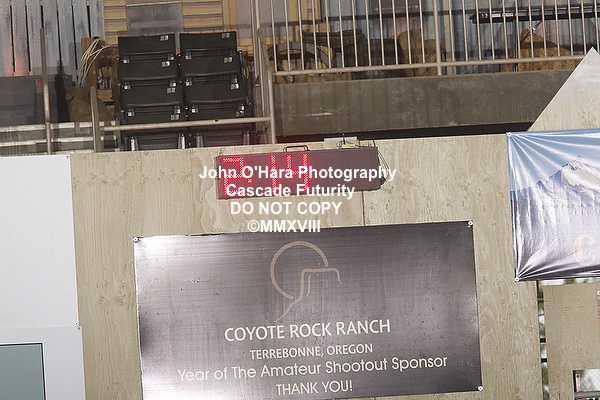 John O'Hara Photography
Cascade Futurity
DO NOT COPY
©MMXVIII
COYOTE ROCK RANCH
TERREBONNE, OREGON
Year of The Amateur Shootout Sponsor
THANK YOU!